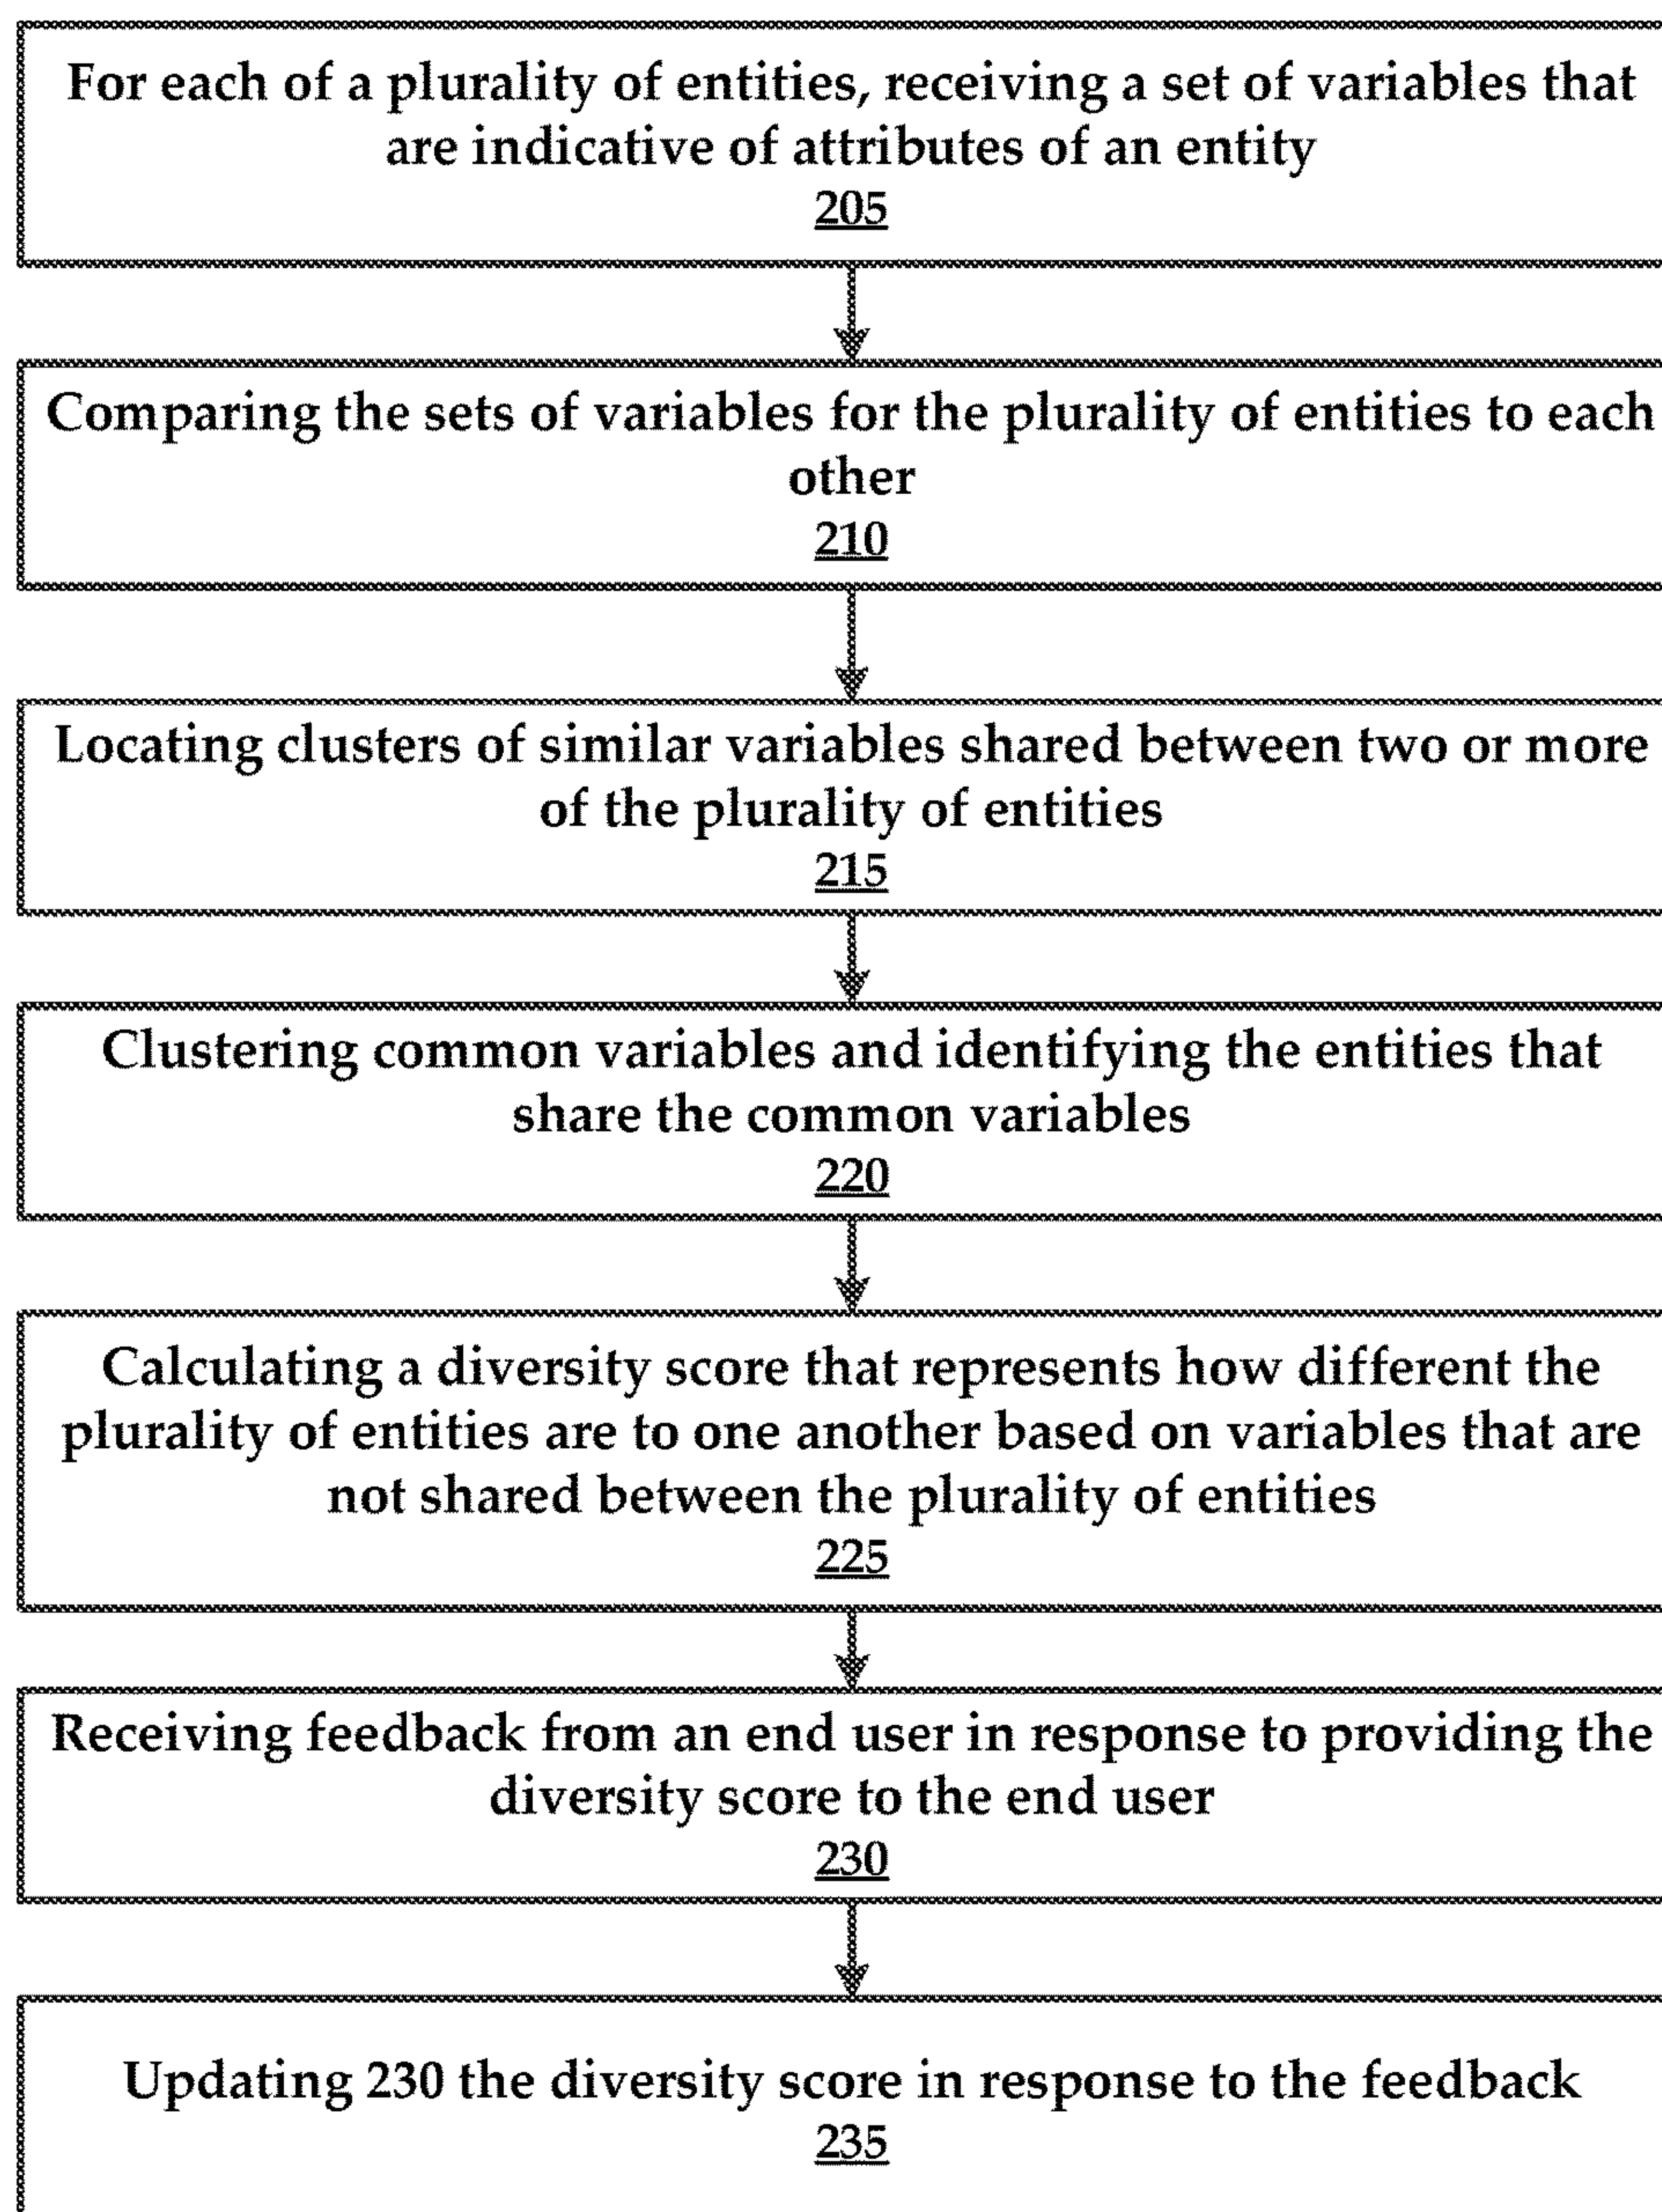 For each of a plurality of entities, receiving a set of variables that
are indicative of attributes of an entity
205
Comparing the sets of variables for the plurality of entities to each
other
210
Locating clusters of similar variables shared between two or more
of the plurality of entities
215
Clustering common variables and identifying the entities that
share the common variables
220
Calculating a diversity score that represents how different the
plurality of entities are to one another based on variables that are
not shared between the plurality of entities
225
Receiving feedback from an end user in response to providing the
diversity score to the end user
230
Updating 230 the diversity score in response to the feedback
235